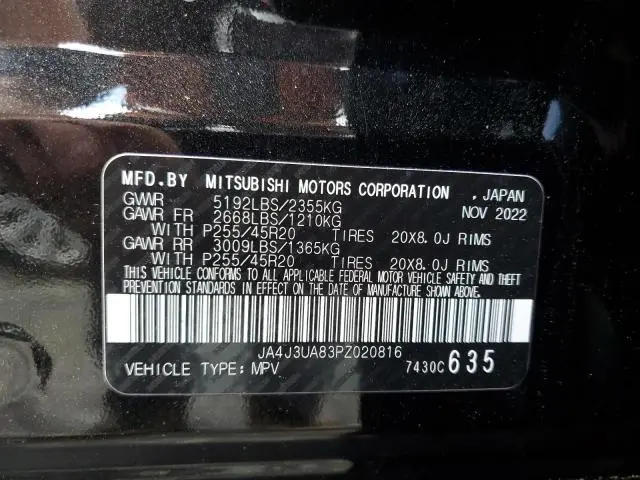 MFD.BY MITSUBISHI MOTORS CORPORATION , JAPAN
GVWR 5192LBS/2355KG NOV 2022
GAWR FR 2668LBS/1210KG
WITH P255/45R20 TIRES 20X8.0J RIMS
GAWR RR 3009LBS/1365KG
WITH P255/45R20 TIRES 20X8.0J RIMS
THIS VEHICLE CONFORMS TO ALL APPLICABLE FEDERAL MOTOR VEHICLE SAFETY AND THEFT
PREVENTION STANDARDS IN EFFECT ON THE DATE OF MANUFACTURE SHOWN ABOVE.
JA4J3UA83PZ020816
VEHICLE TYPE: MPV 7430C 635